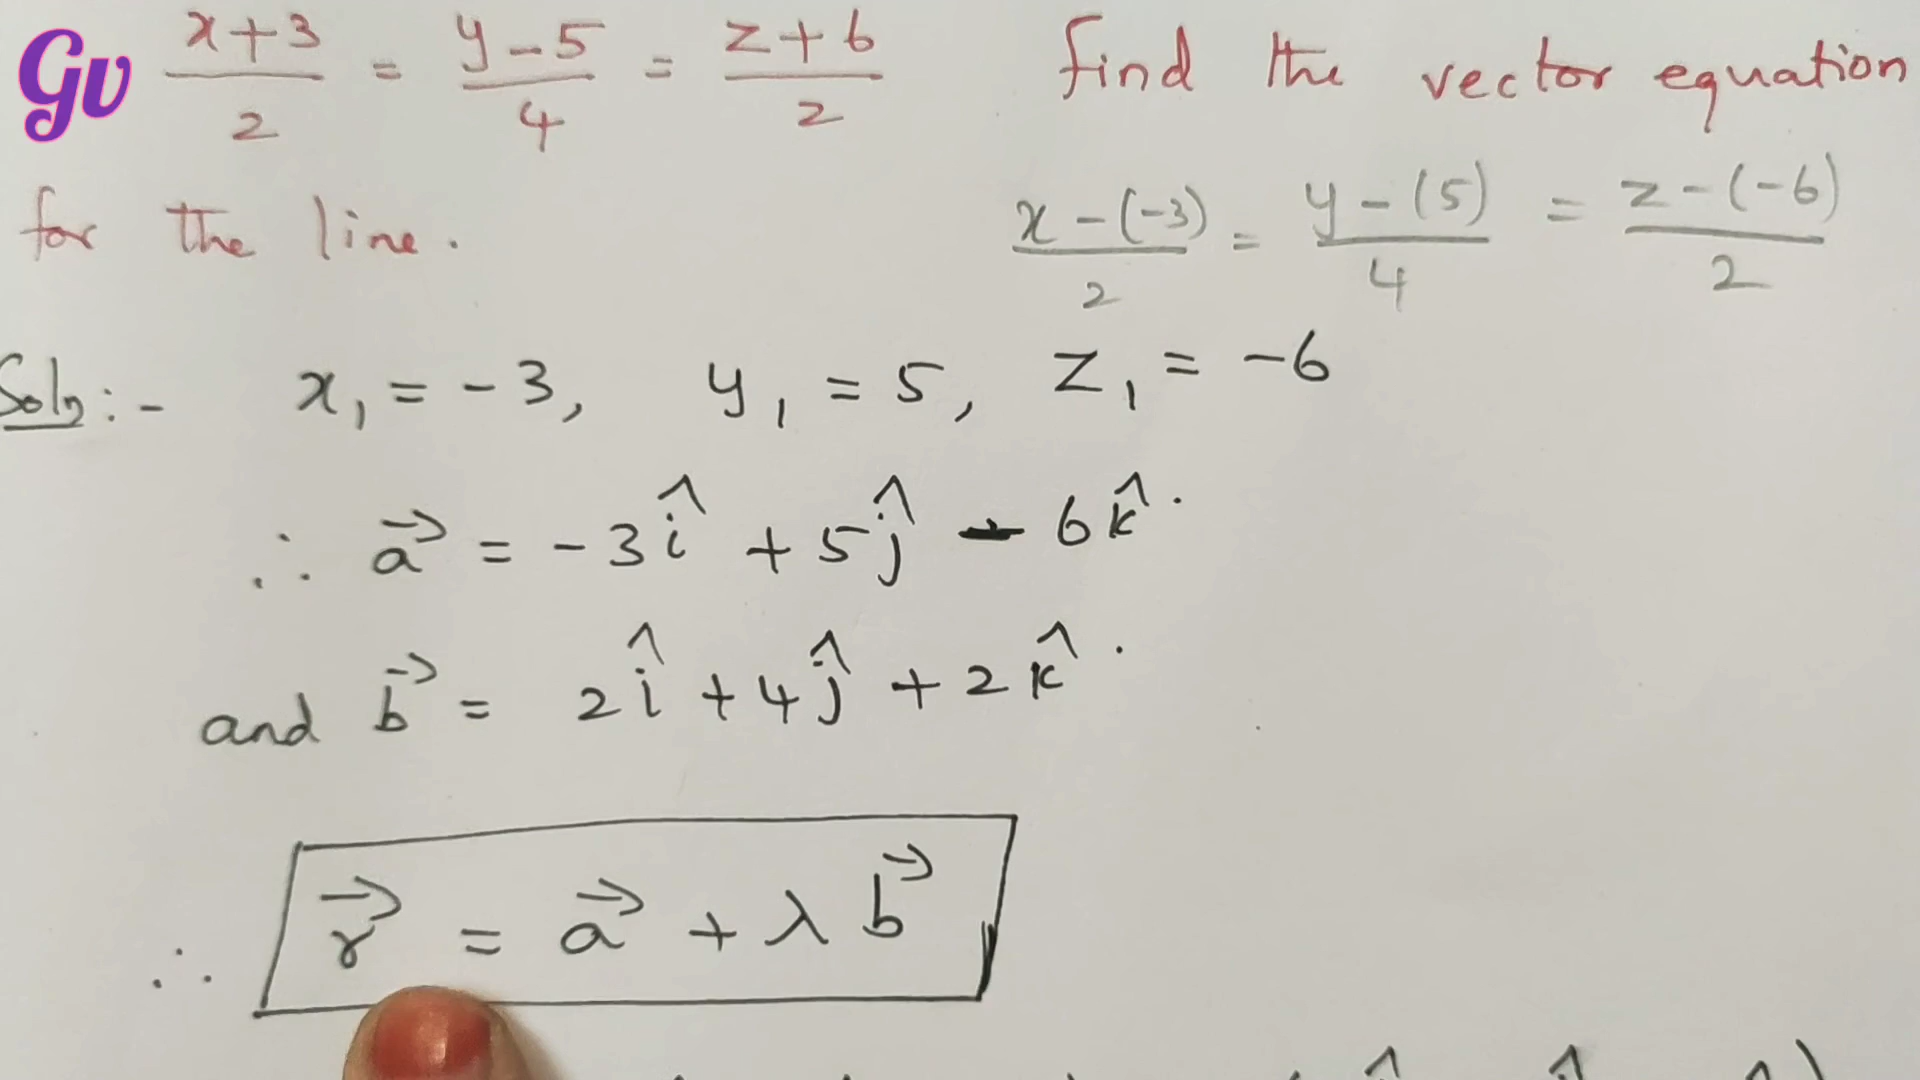 Gv
x+3/2 = y-5/4 = z+6/2 find the vector equation
for the line.
x-(-3)/2 = y-(5)/4 = z-(-6)/2
Soln:- x₁ = -3, y₁ = 5, z₁ = -6
∴ a⃗ = -3î + 5ĵ - 6k̂.
and b⃗ = 2î + 4ĵ + 2k̂.
∴ r⃗ = a⃗ + λb⃗